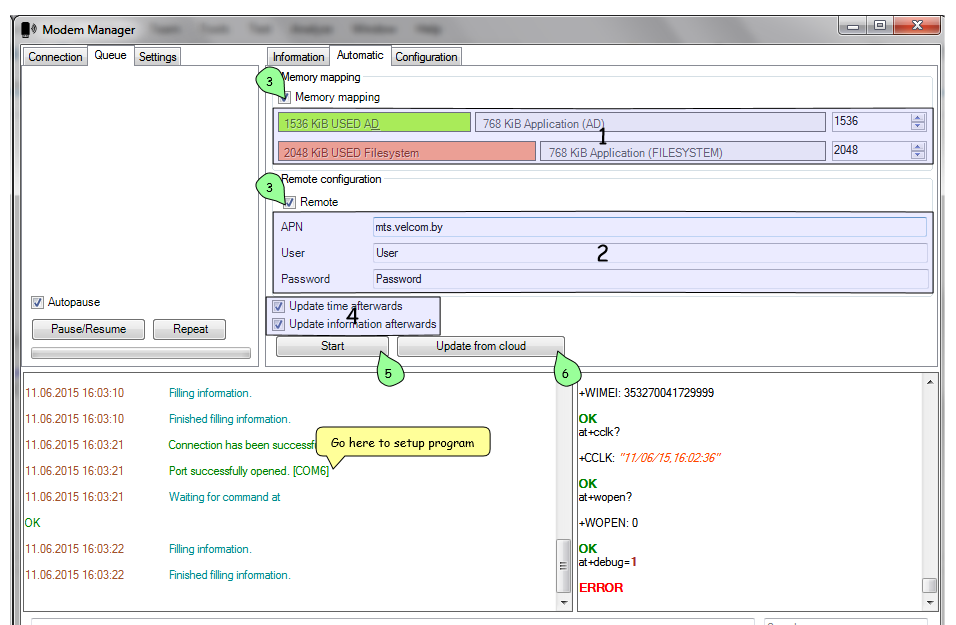 Modem Manager
Connection Queue Settings
Information Automatic Configuration
Memory mapping
3
Memory mapping
1536 KiB USED AD 768 KiB Application (AD) 1536
1
2048 KiB USED Filesystem 768 KiB Application (FILESYSTEM) 2048
Remote configuration
3
Remote
APN mts.velcom.by
User User
2
Password Password
Autopause
Update time afterwards
4
Update information afterwards
Pause/Resume Repeat
Start Update from cloud
5 6
11.06.2015 16:03:10 Filling information.
11.06.2015 16:03:10 Finished filling information.
11.06.2015 16:03:21 Connection has been successf
Go here to setup program
11.06.2015 16:03:21 Port successfully opened. [COM6]
11.06.2015 16:03:21 Waiting for command at
OK
11.06.2015 16:03:22 Filling information.
11.06.2015 16:03:22 Finished filling information.
+WIMEI: 353270041729999
OK
at+cclk?
+CCLK: "11/06/15,16:02:36"
OK
at+wopen?
+WOPEN: 0
OK
at+debug=1
ERROR